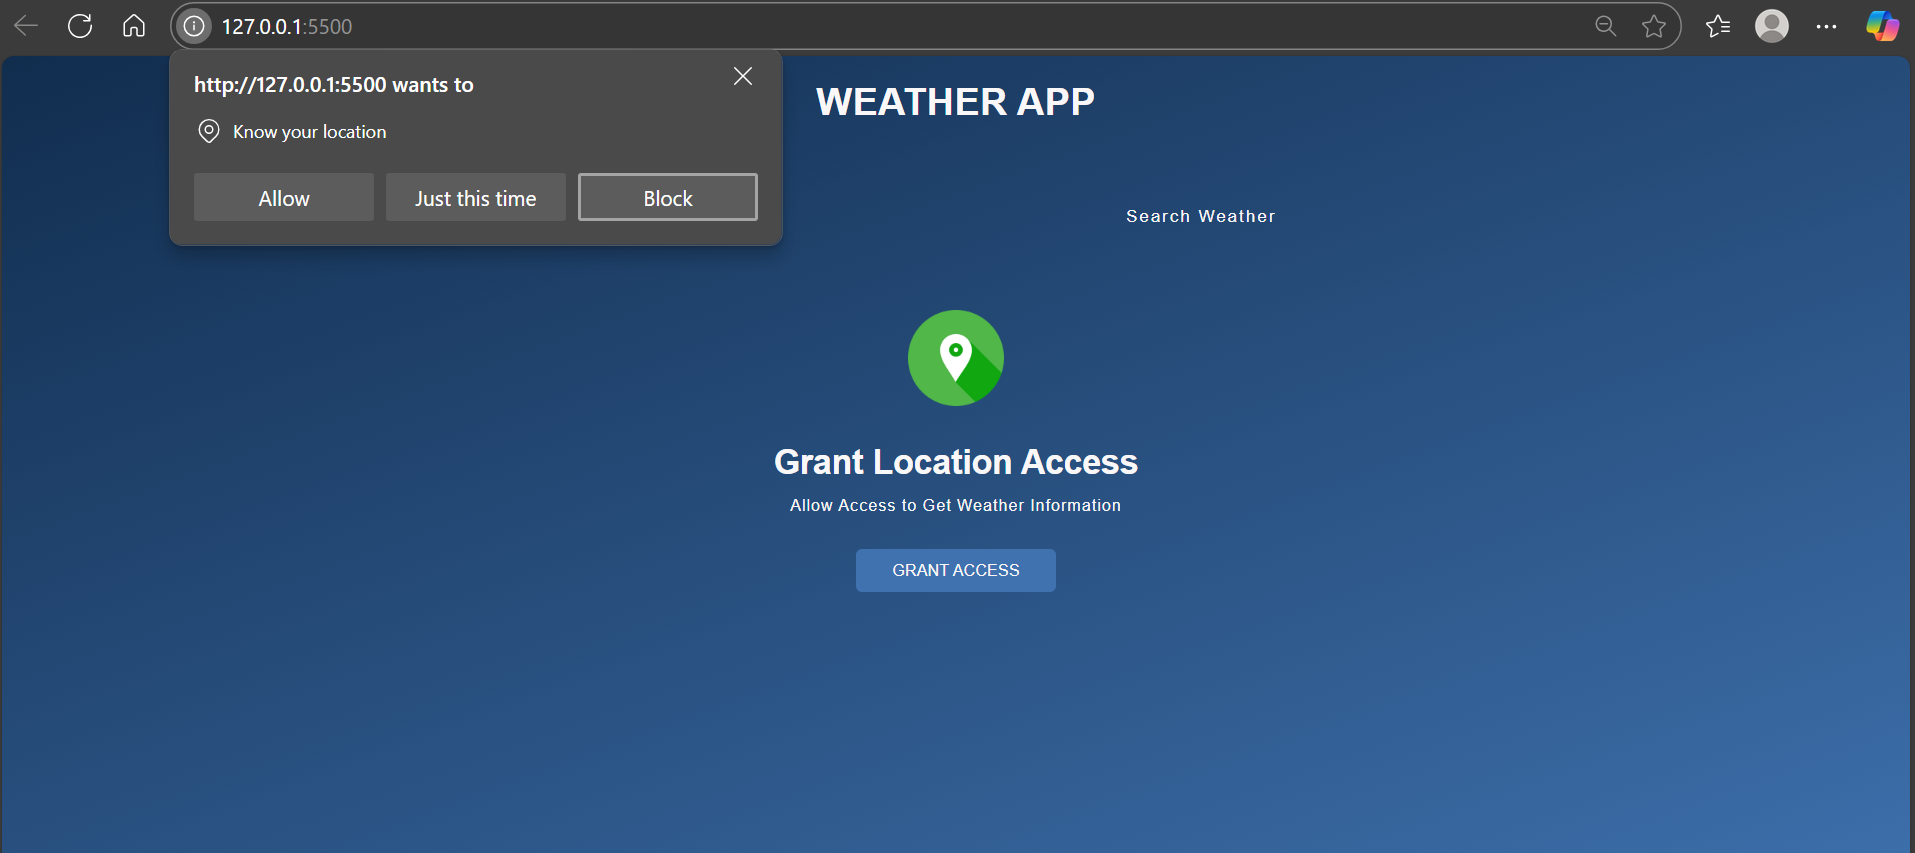 127.0.0.1:5500
http://127.0.0.1:5500 wants to
Know your location
Allow
Just this time
Block
WEATHER APP
Search Weather
Grant Location Access
Allow Access to Get Weather Information
GRANT ACCESS